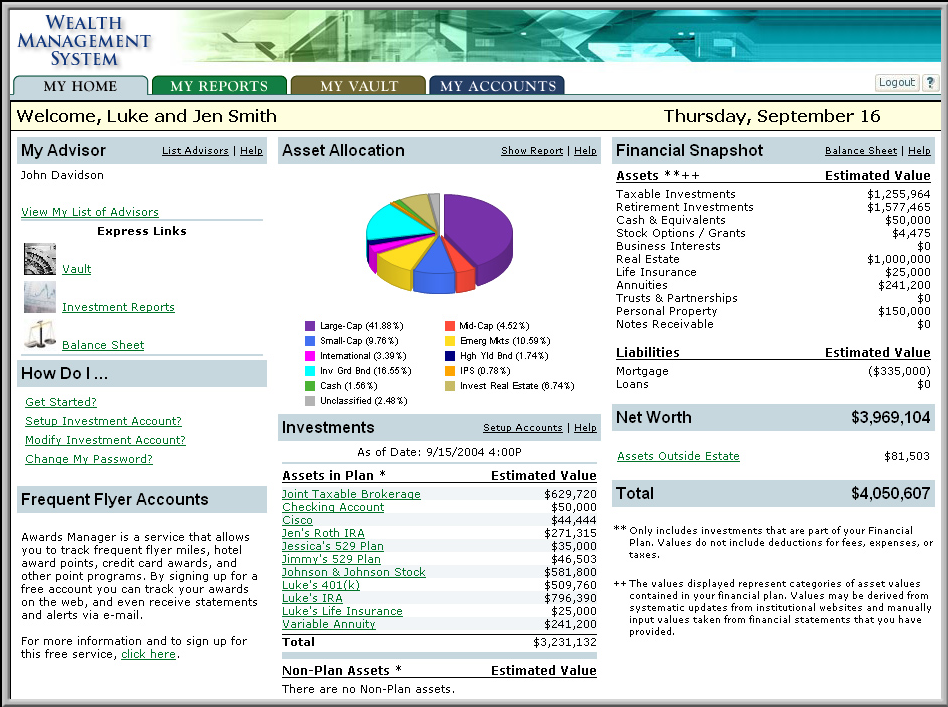 WEALTH
MANAGEMENT
SYSTEM
MY HOME MY REPORTS MY VAULT MY ACCOUNTS Logout ?
Welcome, Luke and Jen Smith Thursday, September 16
My Advisor List Advisors | Help
John Davidson
View My List of Advisors
Express Links
Vault
Investment Reports
Balance Sheet
How Do I ...
Get Started?
Setup Investment Account?
Modify Investment Account?
Change My Password?
Frequent Flyer Accounts
Awards Manager is a service that allows
you to track frequent flyer miles, hotel
award points, credit card awards, and
other point programs. By signing up for a
free account you can track your awards
on the web, and even receive statements
and alerts via e-mail.
For more information and to sign up for
this free service, click here.
Asset Allocation Show Report | Help
Large-Cap (41.88%) Mid-Cap (4.52%)
Small-Cap (9.76%) Emerg Mkts (10.59%)
International (3.39%) Hgh Yld Bnd (1.74%)
Inv Grd Bnd (16.55%) IPS (0.78%)
Cash (1.56%) Invest Real Estate (6.74%)
Unclassified (2.48%)
Investments Setup Accounts | Help
As of Date: 9/15/2004 4:00P
Assets in Plan * Estimated Value
Joint Taxable Brokerage $629,720
Checking Account $50,000
Cisco $44,444
Jen's Roth IRA $271,315
Jessica's 529 Plan $35,000
Jimmy's 529 Plan $46,503
Johnson & Johnson Stock $581,800
Luke's 401(k) $509,760
Luke's IRA $796,390
Luke's Life Insurance $25,000
Variable Annuity $241,200
Total $3,231,132
Non-Plan Assets * Estimated Value
There are no Non-Plan assets.
Financial Snapshot Balance Sheet | Help
Assets **++ Estimated Value
Taxable Investments $1,255,964
Retirement Investments $1,577,465
Cash & Equivalents $50,000
Stock Options / Grants $4,475
Business Interests $0
Real Estate $1,000,000
Life Insurance $25,000
Annuities $241,200
Trusts & Partnerships $0
Personal Property $150,000
Notes Receivable $0
Liabilities Estimated Value
Mortgage ($335,000)
Loans $0
Net Worth $3,969,104
Assets Outside Estate $81,503
Total $4,050,607
** Only includes investments that are part of your Financial
Plan. Values do not include deductions for fees, expenses, or
taxes.
++ The values displayed represent categories of asset values
contained in your financial plan. Values may be derived from
systematic updates from institutional websites and manually
input values taken from financial statements that you have
provided.